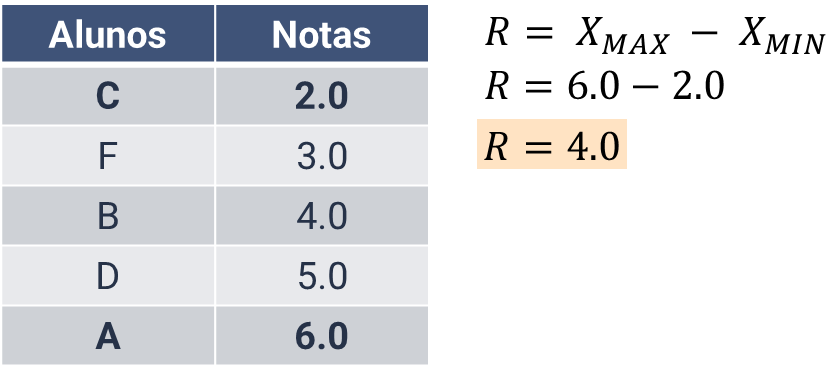 Alunos Notas
C 2.0
F 3.0
B 4.0
D 5.0
A 6.0
R = X_MAX − X_MIN
R = 6.0 − 2.0
R = 4.0